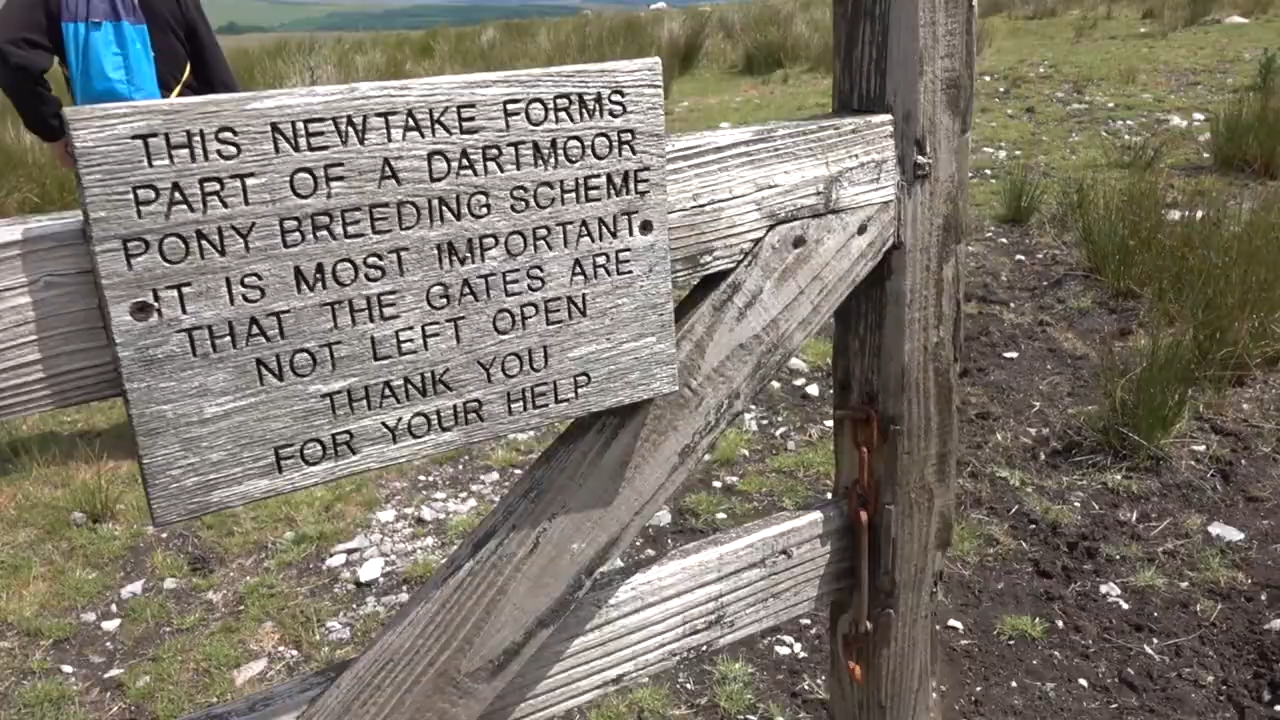 THIS NEWTAKE FORMS
PART OF A DARTMOOR
PONY BREEDING SCHEME
IT IS MOST IMPORTANT
THAT THE GATES ARE
NOT LEFT OPEN
THANK YOU
FOR YOUR HELP